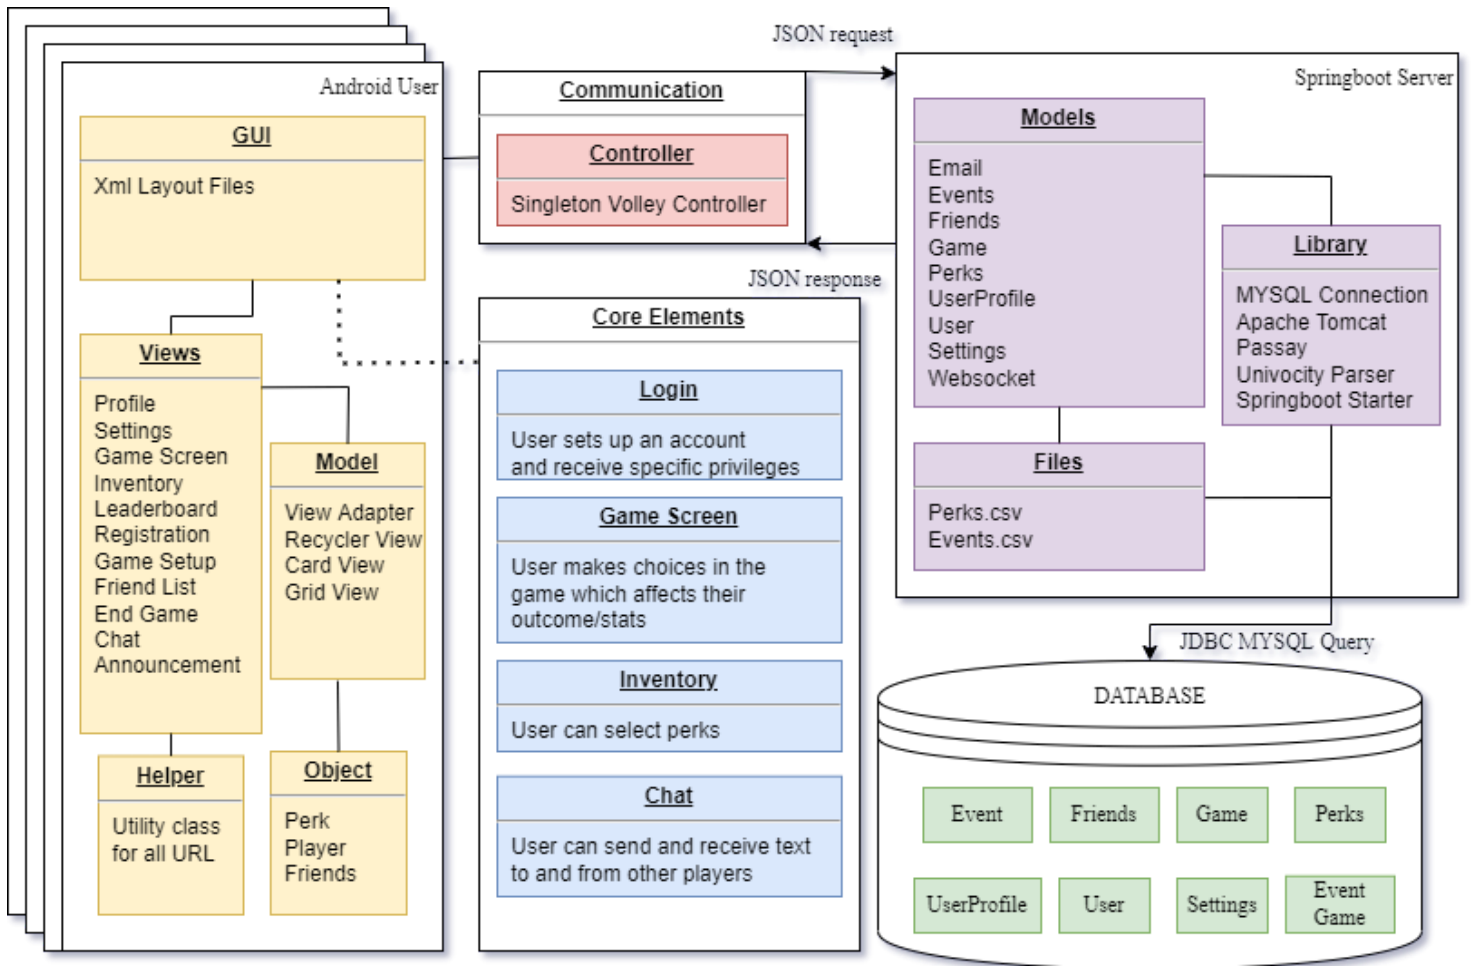 Android User
GUI
Xml Layout Files
Views
Profile
Settings
Game Screen
Inventory
Leaderboard
Registration
Game Setup
Friend List
End Game
Chat
Announcement
Model
View Adapter
Recycler View
Card View
Grid View
Helper
Utility class
for all URL
Object
Perk
Player
Friends
Communication
Controller
Singleton Volley Controller
JSON request
JSON response
Core Elements
Login
User sets up an account
and receive specific privileges
Game Screen
User makes choices in the
game which affects their
outcome/stats
Inventory
User can select perks
Chat
User can send and receive text
to and from other players
Springboot Server
Models
Email
Events
Friends
Game
Perks
UserProfile
User
Settings
Websocket
Library
MYSQL Connection
Apache Tomcat
Passay
Univocity Parser
Springboot Starter
Files
Perks.csv
Events.csv
JDBC MYSQL Query
DATABASE
Event
Friends
Game
Perks
UserProfile
User
Settings
Event
Game